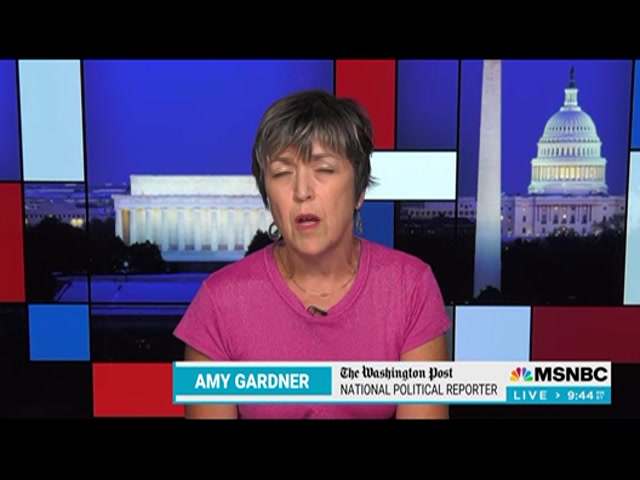 AMY GARDNER
The Washington Post
NATIONAL POLITICAL REPORTER
MSNBC
LIVE > 9:44